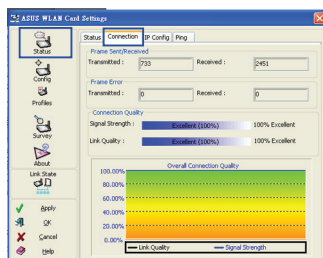 ASUS WLAN Card Settings
Status Connection IP Config Ping
Status
Config
Profiles
Survey
About
Link State
Apply
OK
Cancel
Help
Frame Sent/Received
Transmitted : 733 Received : 2451
Frame Error
Transmitted : 0 Received : 0
Connection Quality
Signal Strength : Excellent (100%) 100% Excellent
Link Quality : Excellent (100%) 100% Excellent
Overall Connection Quality
100.00%
80.00%
60.00%
40.00%
20.00%
0.00%
Link Quality Signal Strength